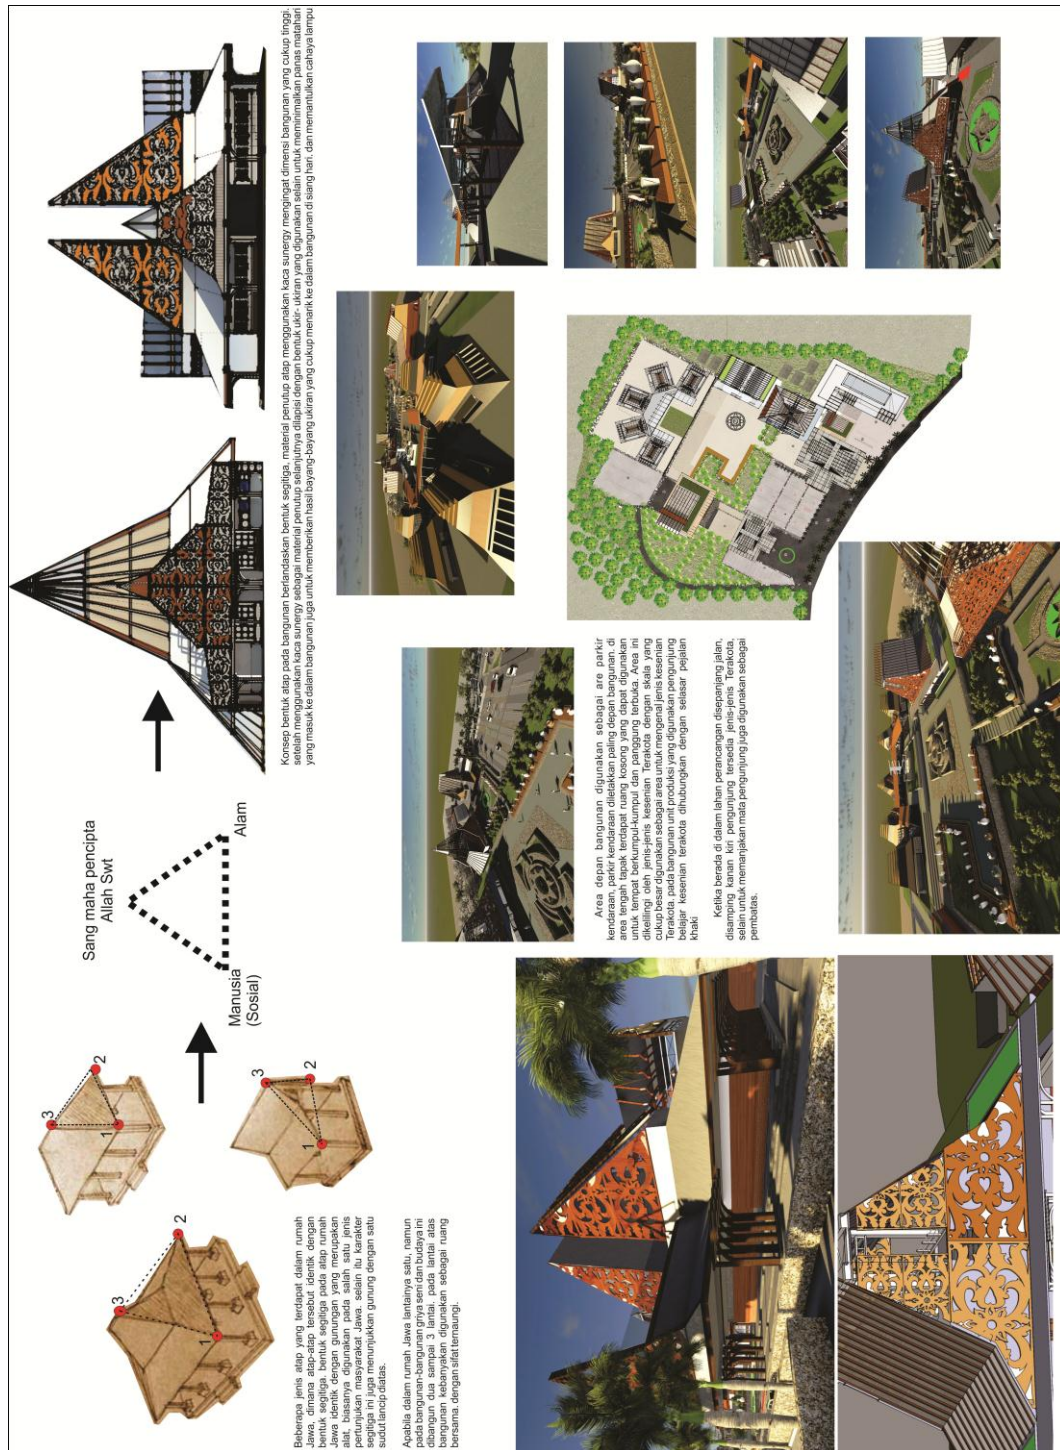 Beberapa jenis atap yang terdapat dalam rumah
Jawa, dimana atap-atap tersebut identik dengan
bentuk segitiga. bentuk segitiga pada atap rumah
Jawa identik dengan gunungan yang merupakan
alat, biasanya digunakan pada salah satu jenis
pertunjukan masyarakat Jawa. selain itu karakter
segitiga ini juga menunjukkan gunung dengan satu
sudut lancip diatas.
Apabila dalam rumah Jawa lantainya satu, namun
pada bangunan-bangunan griya seni dan budaya ini
dibangun dua sampai 3 lantai, pada lantai atas
bangunan kebanyakan digunakan sebagai ruang
bersama, dengan sifat ternaungi.
3
2
1
3
2
1
3
2
1
Sang maha pencipta
Allah Swt
Manusia
(Sosial)
Alam
Konsep bentuk atap pada bangunan berlandaskan bentuk segitiga, material penutup atap menggunakan kaca sunergy mengingat dimensi bangunan yang cukup tinggi.
setelah menggunakan kaca sunergy sebagai material penutup selanjutnya dilapisi dengan bentuk ukir- ukiran yang digunakan selain untuk meminimalkan panas matahari
yang masuk ke dalam bangunan juga untuk memberikan hasil bayang-bayang ukiran yang cukup menarik ke dalam bangunan di siang hari, dan memantulkan cahaya lampu
Area depan bangunan digunakan sebagai are parkir
kendaraan, parkir kendaraan diletakkan paling depan bangunan. di
area tengah tapak terdapat ruang kosong yang dapat digunakan
untuk tempat berkumpul-kumpul dan panggung terbuka. Area ini
dikelilingi oleh jenis-jenis kesenian Terakota dengan skala yang
cukup besar digunakan sebagai area untuk mengenal jenis kesenian
Terakota. pada bangunan unit produksi yang digunakan pengunjung
belajar kesenian terakota dihubungkan dengan selasar pejalan
khaki
Ketika berada di dalam lahan perancangan disepanjang jalan,
disamping kanan kiri pengunjung tersedia jenis-jenis Terakota,
selain untuk memanjakan mata pengunjung juga digunakan sebagai
pembatas.